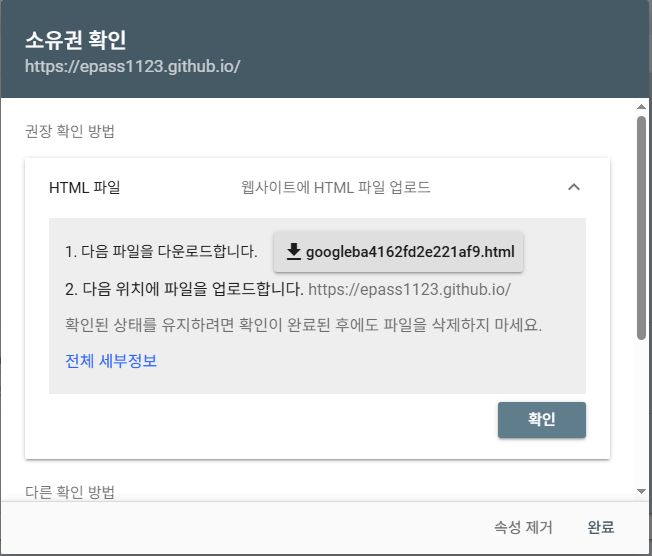 소유권 확인
https://epass1123.github.io/
권장 확인 방법
HTML 파일 웹사이트에 HTML 파일 업로드
1. 다음 파일을 다운로드합니다. googleba4162fd2e221af9.html
2. 다음 위치에 파일을 업로드합니다. https://epass1123.github.io/
확인된 상태를 유지하려면 확인이 완료된 후에도 파일을 삭제하지 마세요.
전체 세부정보
확인
다른 확인 방법
속성 제거 완료